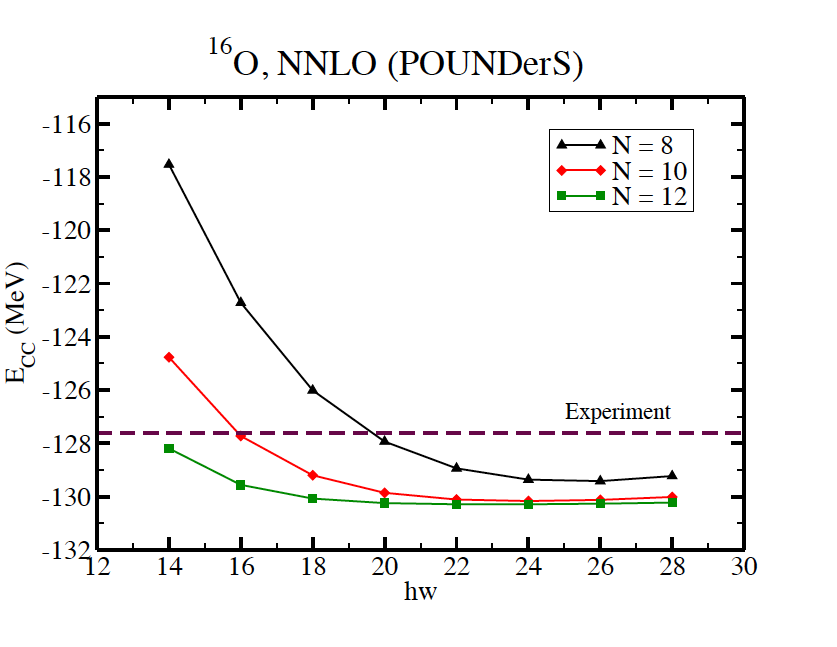 16O, NNLO (POUNDerS)
-116
-118
-120
-122
-124
-126
-128
-130
-132
ECC (MeV)
N = 8
N = 10
N = 12
Experiment
12 14 16 18 20 22 24 26 28 30
hw